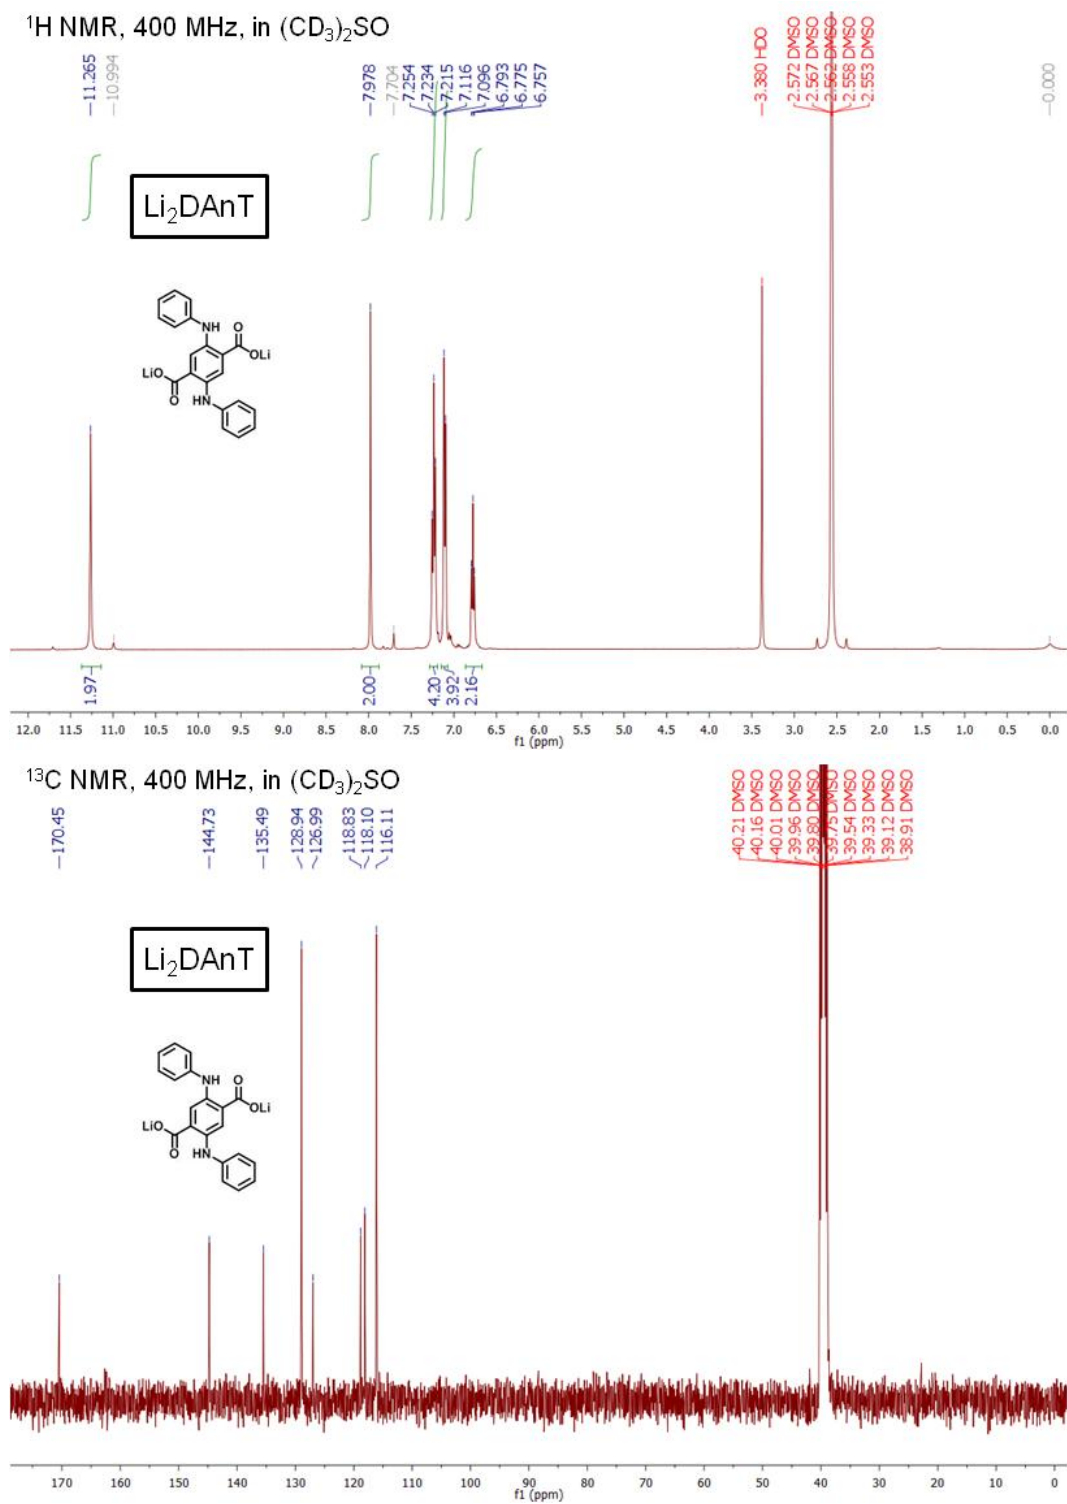 ¹H NMR, 400 MHz, in (CD₃)₂SO
—11.265
—10.994
—7.978
—7.704
7.254
7.234
7.215
7.116
7.096
6.793
6.775
6.757
—3.380 HDO
2.572 DMSO
2.567 DMSO
2.562 DMSO
2.558 DMSO
2.553 DMSO
—0.000
Li₂DAnT
NH
O
OLi
LiO
O
HN
1.97
2.00
4.20
3.92
2.16
12.0 11.5 11.0 10.5 10.0 9.5 9.0 8.5 8.0 7.5 7.0 6.5 6.0 5.5 5.0 4.5 4.0 3.5 3.0 2.5 2.0 1.5 1.0 0.5 0.0
f1 (ppm)
¹³C NMR, 400 MHz, in (CD₃)₂SO
—170.45
—144.73
—135.49
128.94
126.99
118.83
118.10
116.11
40.21 DMSO
40.16 DMSO
40.01 DMSO
39.96 DMSO
39.80 DMSO
39.75 DMSO
39.54 DMSO
39.33 DMSO
39.12 DMSO
38.91 DMSO
Li₂DAnT
NH
O
OLi
LiO
O
HN
170 160 150 140 130 120 110 100 90 80 70 60 50 40 30 20 10 0
f1 (ppm)